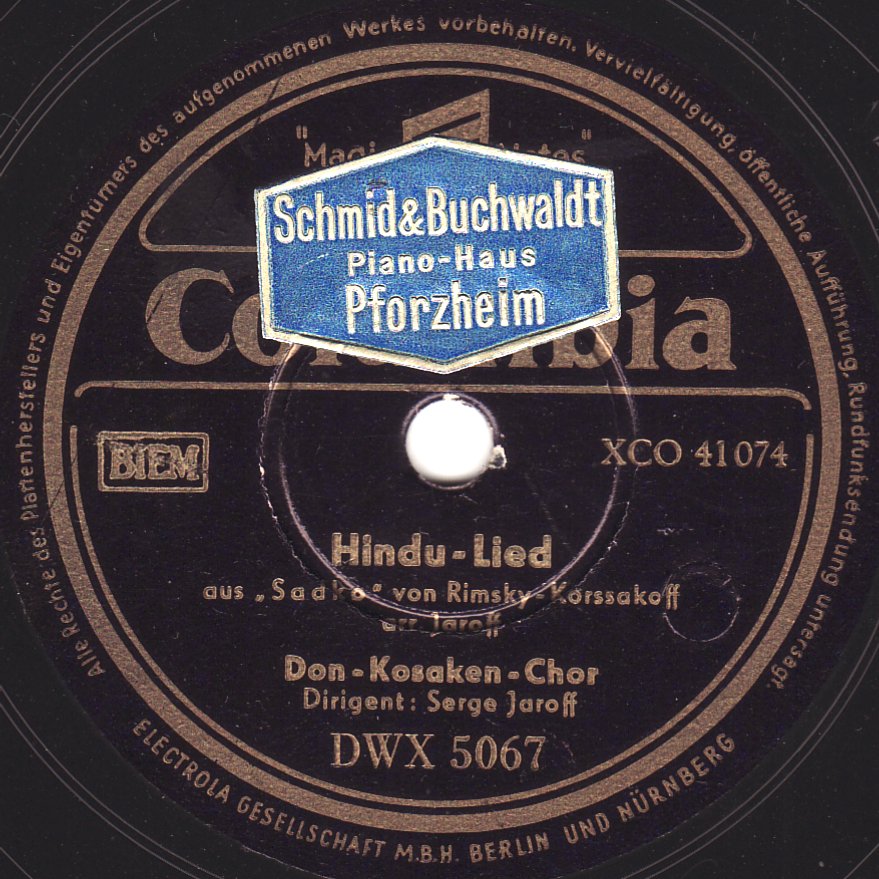 Alle Rechte des Plattenherstellers und Eigentümers des aufgenommenen Werkes vorbehalten. Vervielfältigung, öffentliche Aufführung, Rundfunksendung untersagt.
Schmid&Buchwaldt
Piano-Haus
Pforzheim
BIEM
XCO 41074
Hindu-Lied
aus „Sadko" von Rimsky-Korssakoff
arr. Jaroff
Don-Kosaken-Chor
Dirigent: Serge Jaroff
DWX 5067
ELECTROLA GESELLSCHAFT M.B.H. BERLIN UND NÜRNBERG